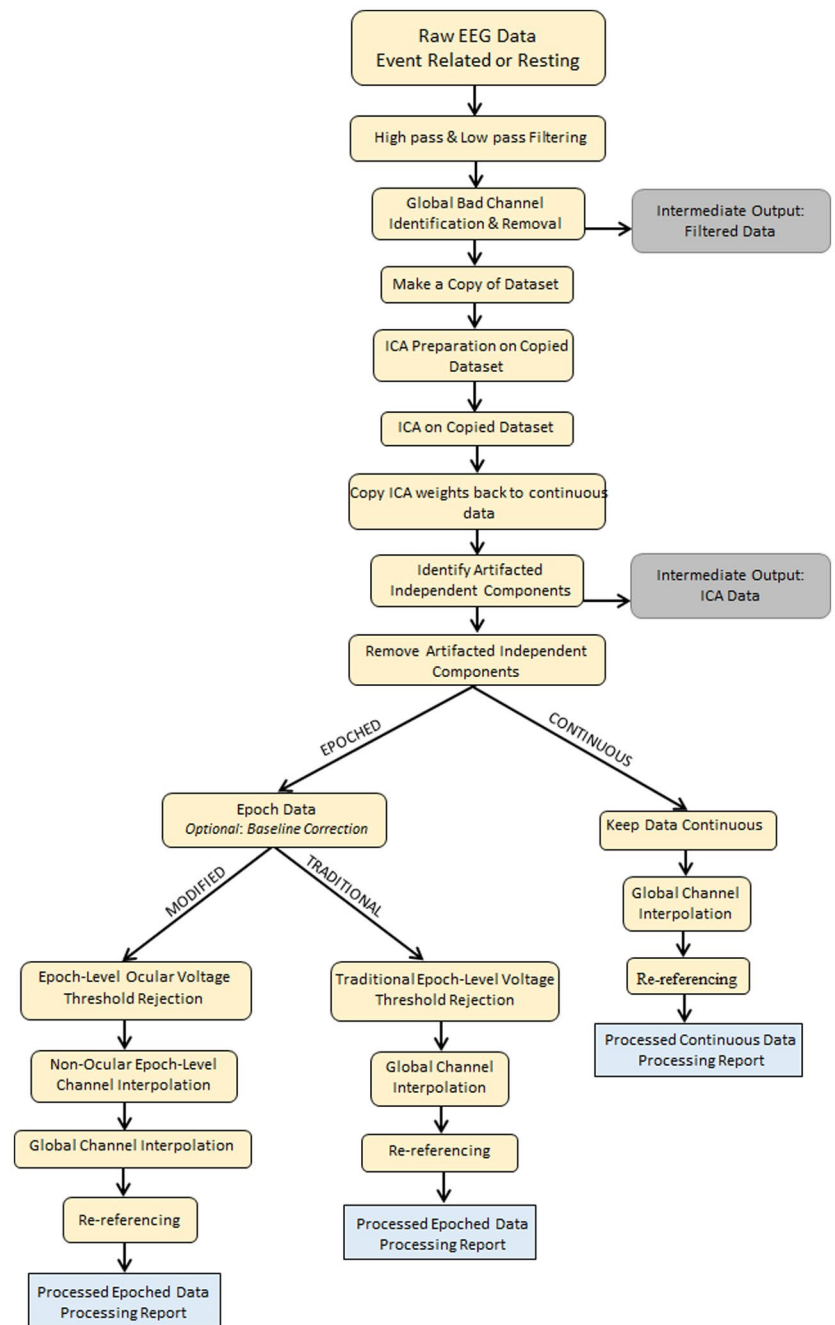 Raw EEG Data
Event Related or Resting
High pass & Low pass Filtering
Global Bad Channel
Identification & Removal
Intermediate Output:
Filtered Data
Make a Copy of Dataset
ICA Preparation on Copied
Dataset
ICA on Copied Dataset
Copy ICA weights back to continuous
data
Identify Artifacted
Independent Components
Intermediate Output:
ICA Data
Remove Artifacted Independent
Components
EPOCHED
CONTINUOUS
Epoch Data
Optional: Baseline Correction
Keep Data Continuous
MODIFIED
TRADITIONAL
Global Channel
Interpolation
Re-referencing
Processed Continuous Data
Processing Report
Epoch-Level Ocular Voltage
Threshold Rejection
Non-Ocular Epoch-Level
Channel Interpolation
Global Channel Interpolation
Re-referencing
Processed Epoched Data
Processing Report
Traditional Epoch-Level Voltage
Threshold Rejection
Global Channel
Interpolation
Re-referencing
Processed Epoched Data
Processing Report